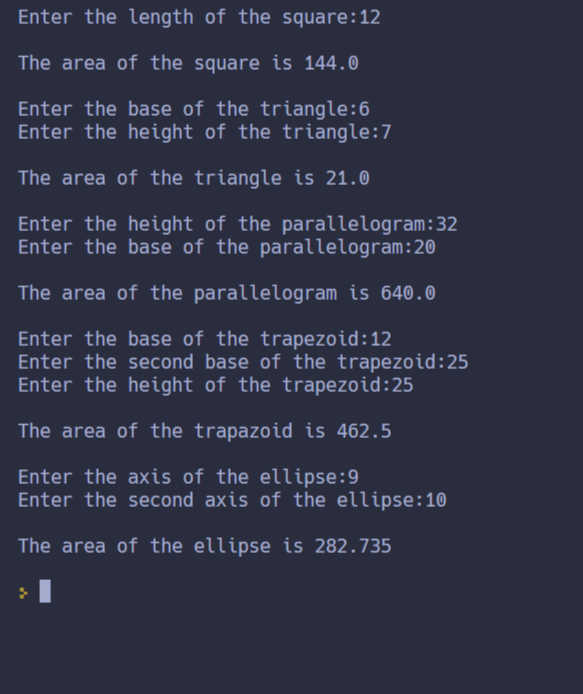 Enter the length of the square:12
The area of the square is 144.0
Enter the base of the triangle:6
Enter the height of the triangle:7
The area of the triangle is 21.0
Enter the height of the parallelogram:32
Enter the base of the parallelogram:20
The area of the parallelogram is 640.0
Enter the base of the trapezoid:12
Enter the second base of the trapezoid:25
Enter the height of the trapezoid:25
The area of the trapazoid is 462.5
Enter the axis of the ellipse:9
Enter the second axis of the ellipse:10
The area of the ellipse is 282.735